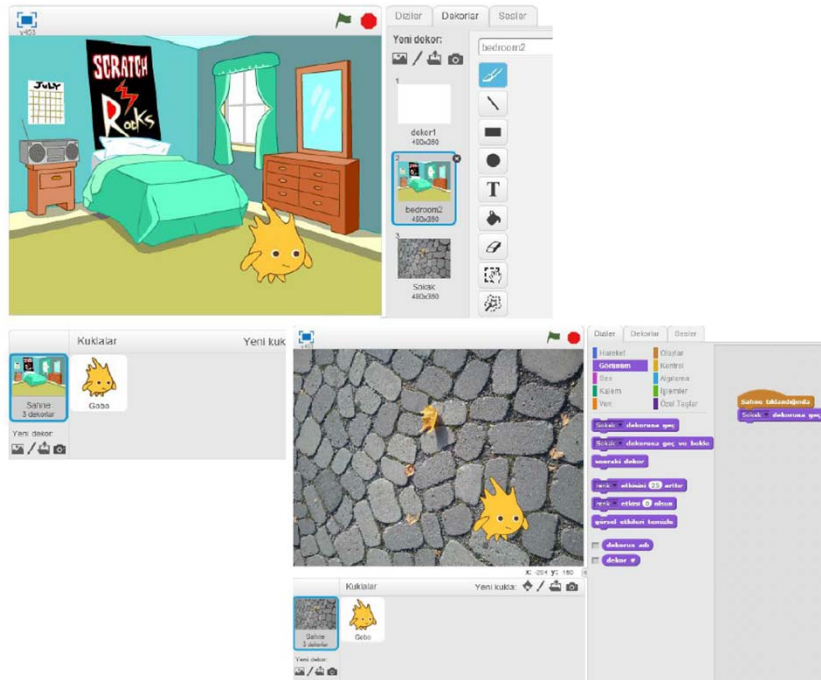 v453
Diziler
Dekorlar
Sesler
Yeni dekor:
bedroom2
1
dekor1
480x360
2
bedroom2
480x360
3
Sokak
480x360
T
JULY
SCRATCH
Rocks
Kuklalar
Yeni kuk
Sahne
3 dekorlar
Gobo
Yeni dekor:
Diziler
Dekorlar
Sesler
Hareket
Olaylar
Görünüm
Kontrol
Ses
Algılama
Kalem
İşlemler
Veri
Özel Taşlar
Sokak dekoruna geç
Sokak dekoruna geç ve bekle
sonraki dekor
renk etkisini 25 arttır
renk etkisi 0 olsun
görsel etkileri temizle
dekorun adı
dekor #
Sahne tıklandığında
Sokak dekoruna geç
Kuklalar
Yeni kukla:
Sahne
3 dekorlar
Gobo
Yeni dekor: